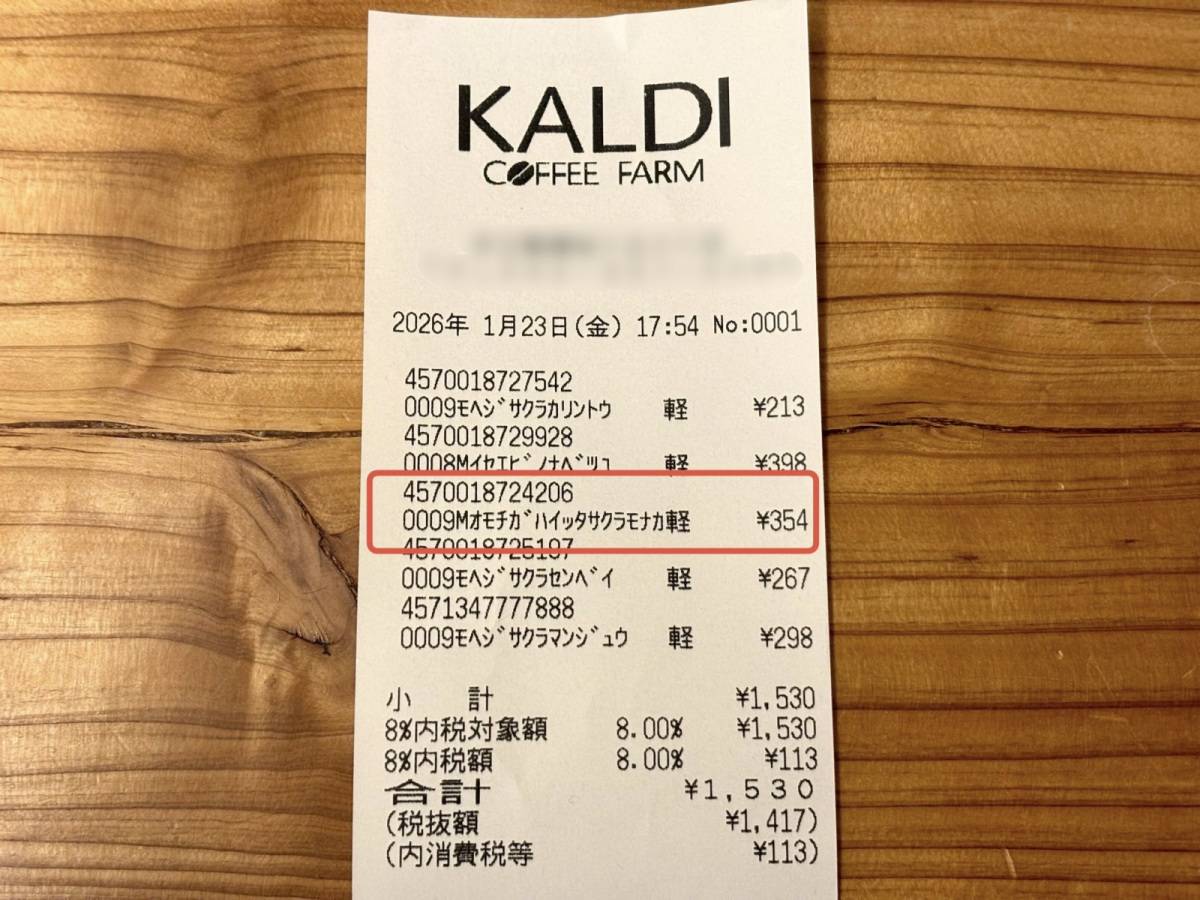 KALDI
COFFEE FARM
2026年 1月23日(金) 17:54 No:0001
4570018727542
0009モヘジサクラカリントウ 軽 ¥213
4570018729928
0008Mイセエビノナベツユ 軽 ¥398
4570018724206
0009Mオモチガハイッタサクラモナカ軽 ¥354
4570018725197
0009モヘジサクラセンベイ 軽 ¥267
4571347777888
0009モヘジサクラマンジュウ 軽 ¥298
小 計 ¥1,530
8%内税対象額 8.00% ¥1,530
8%内税額 8.00% ¥113
合計 ¥1,530
(税抜額 ¥1,417)
(内消費税等 ¥113)